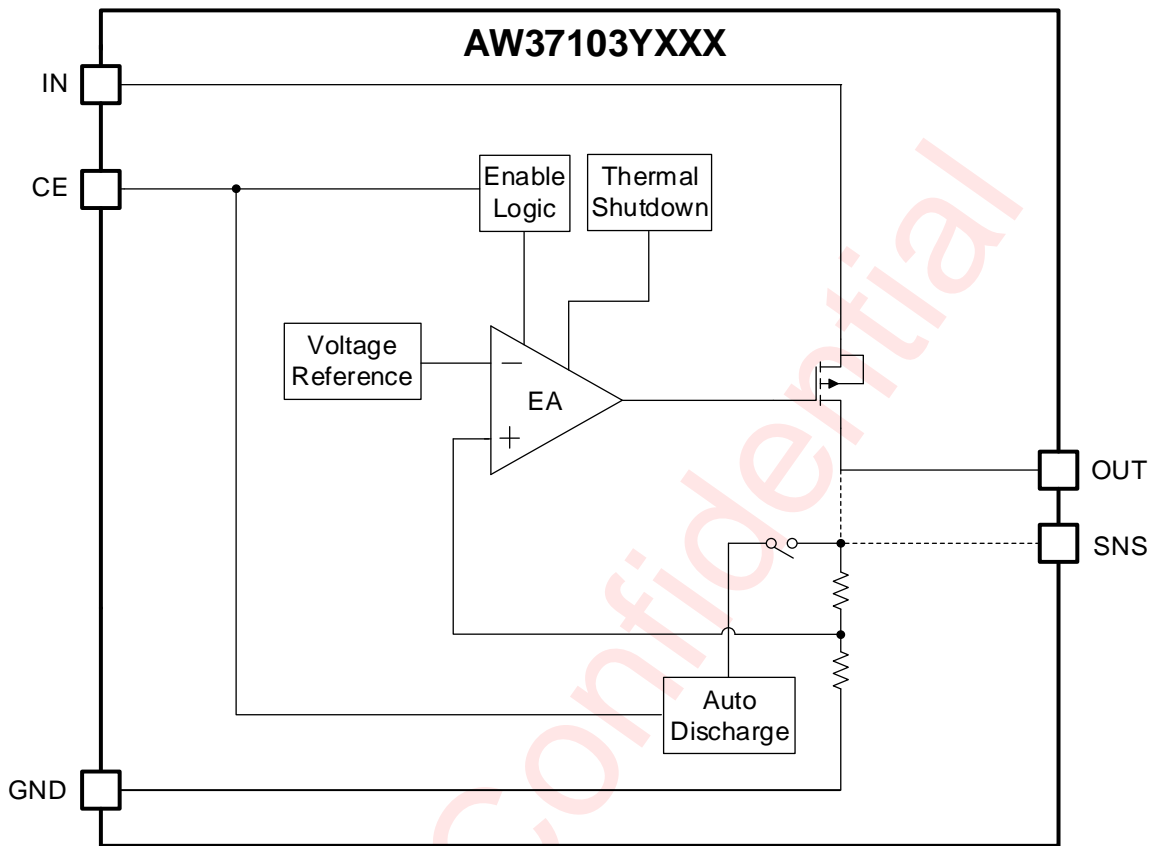 AW37103YXXX
IN
CE
Enable
Logic
Thermal
Shutdown
Voltage
Reference
−
EA
+
OUT
SNS
Auto
Discharge
GND
Confidential